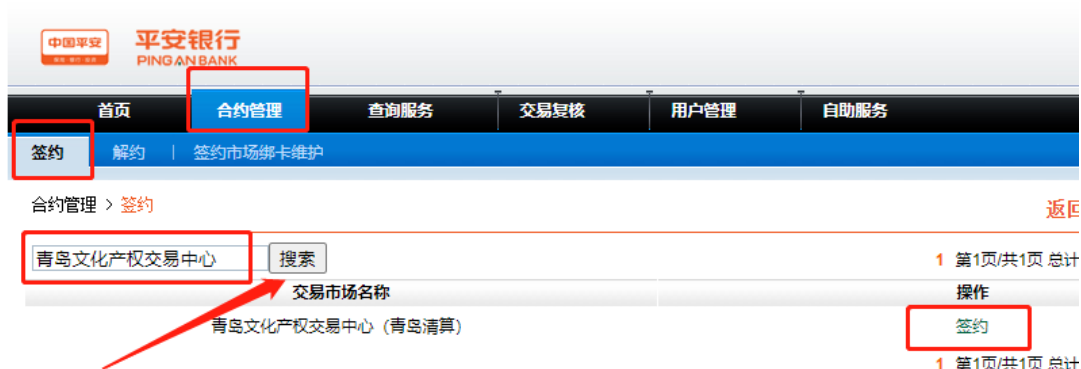 中国平安 平安银行
PINGAN BANK
首页 合约管理 查询服务 交易复核 用户管理 自助服务
签约 解约 | 签约市场绑卡维护
合约管理 > 签约 返回
青岛文化产权交易中心 搜索 1 第1页/共1页 总计
交易市场名称 操作
青岛文化产权交易中心（青岛清算） 签约
1 第1页/共1页 总计